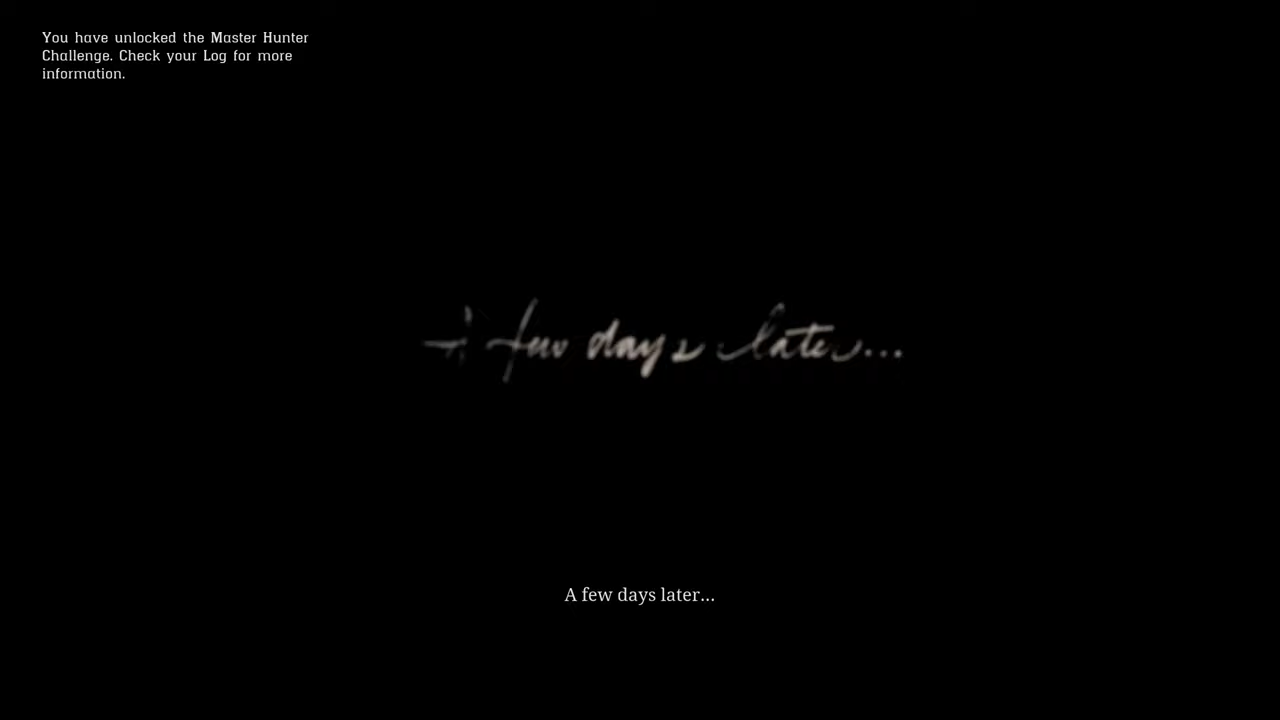 You have unlocked the Master Hunter
Challenge. Check your Log for more
information.
A few days later...
A few days later...